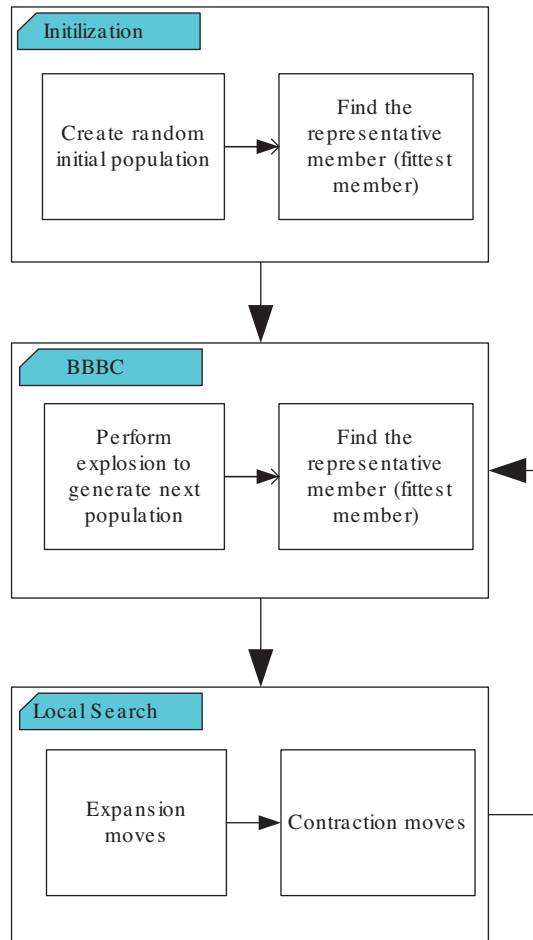 Initilization
Create random
initial population
Find the
representative
member (fittest
member)
BBBC
Perform
explosion to
generate next
population
Find the
representative
member (fittest
member)
Local Search
Expansion
moves
Contraction moves